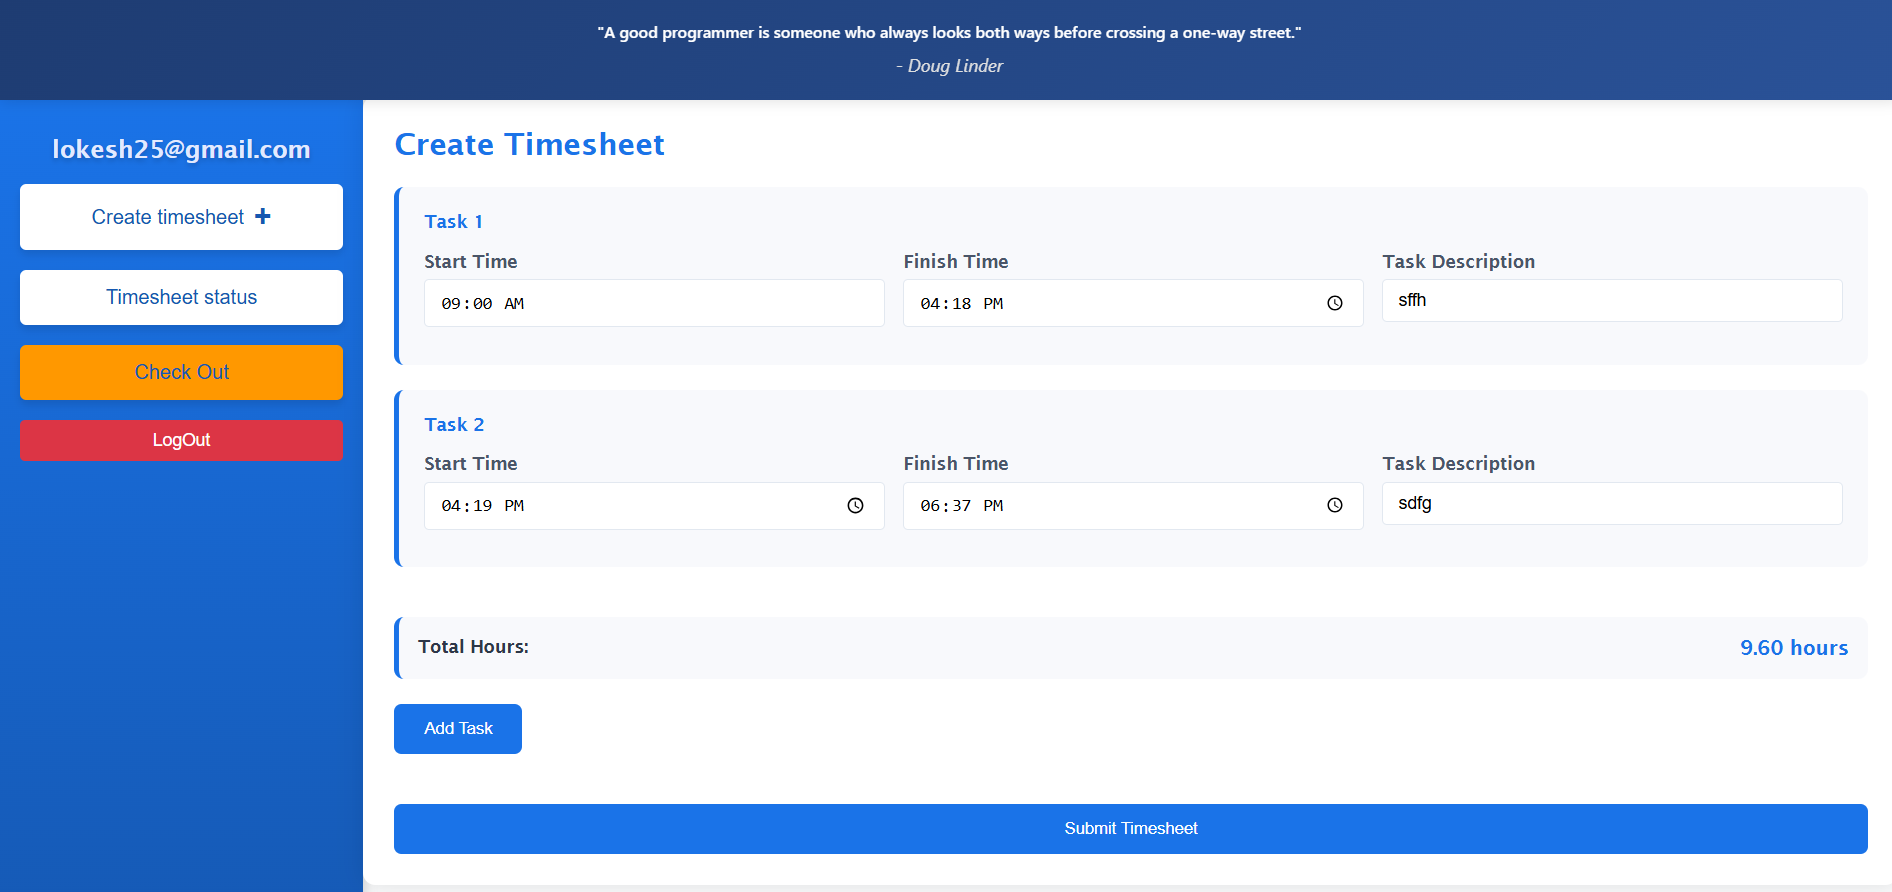 "A good programmer is someone who always looks both ways before crossing a one-way street."
- Doug Linder
lokesh25@gmail.com
Create timesheet
Timesheet status
Check Out
LogOut
Create Timesheet
Task 1
Start Time
Finish Time
Task Description
09:00 AM
04:18 PM
sffh
Task 2
Start Time
Finish Time
Task Description
04:19 PM
06:37 PM
sdfg
Total Hours:
9.60 hours
Add Task
Submit Timesheet